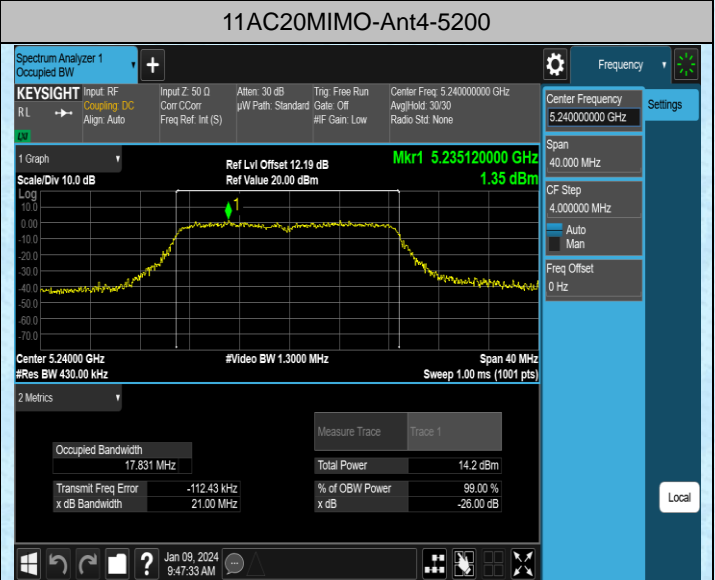 11AC20MIMO-Ant4-5200
Spectrum Analyzer 1
Occupied BW
+
Frequency
KEYSIGHT
RL
LXI
Input: RF
Coupling: DC
Align: Auto
Input Z: 50 Ω
Corr CCorr
Freq Ref: Int (S)
Atten: 30 dB
µW Path: Standard
Trig: Free Run
Gate: Off
#IF Gain: Low
Center Freq: 5.240000000 GHz
Avg|Hold: 30/30
Radio Std: None
Center Frequency
5.240000000 GHz
Settings
Span
40.000 MHz
CF Step
4.000000 MHz
Auto
Man
Freq Offset
0 Hz
1 Graph
Scale/Div 10.0 dB
Ref Lvl Offset 12.19 dB
Ref Value 20.00 dBm
Mkr1 5.235120000 GHz
1.35 dBm
Log
10.0
0.00
-10.0
-20.0
-30.0
-40.0
-50.0
-60.0
-70.0
1
Center 5.24000 GHz
#Res BW 430.00 kHz
#Video BW 1.3000 MHz
Span 40 MHz
Sweep 1.00 ms (1001 pts)
2 Metrics
Measure Trace Trace 1
Occupied Bandwidth
17.831 MHz
Total Power 14.2 dBm
Transmit Freq Error -112.43 kHz
% of OBW Power 99.00 %
x dB Bandwidth 21.00 MHz
x dB -26.00 dB
Local
?
Jan 09, 2024
9:47:33 AM